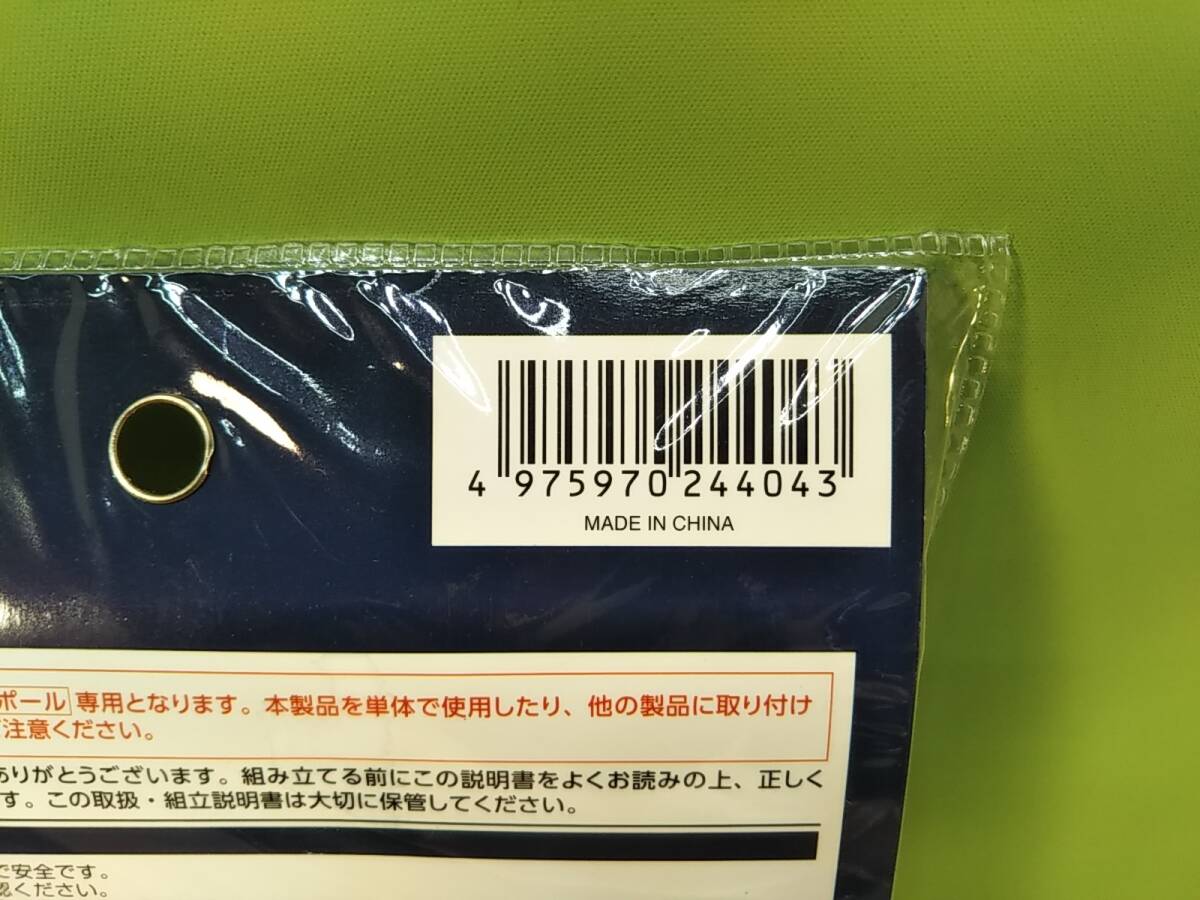 4 975970 244043
MADE IN CHINA
ポール 専用となります。本製品を単体で使用したり、他の製品に取り付け
ご注意ください。
ありがとうございます。組み立てる前にこの説明書をよくお読みの上、正しく
す。この取扱・組立説明書は大切に保管してください。
で安全です。
認ください。